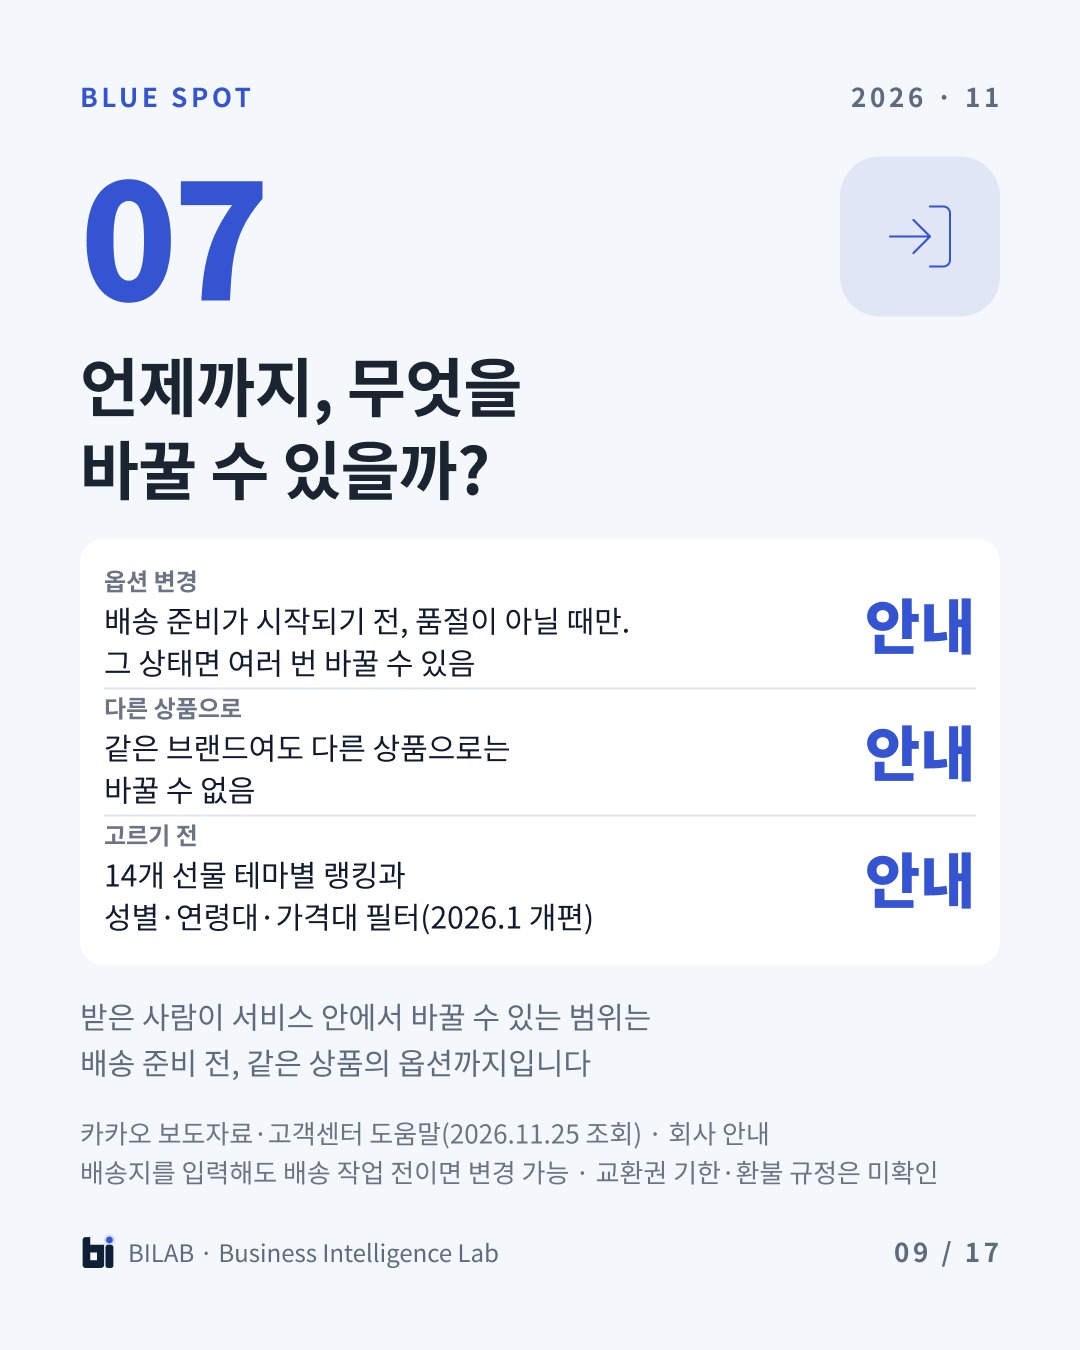 BLUE SPOT
2026 · 11
07
언제까지, 무엇을
바꿀 수 있을까?
옵션 변경
배송 준비가 시작되기 전, 품절이 아닐 때만.
그 상태면 여러 번 바꿀 수 있음
안내
다른 상품으로
같은 브랜드여도 다른 상품으로는
바꿀 수 없음
안내
고르기 전
14개 선물 테마별 랭킹과
성별·연령대·가격대 필터(2026.1 개편)
안내
받은 사람이 서비스 안에서 바꿀 수 있는 범위는
배송 준비 전, 같은 상품의 옵션까지입니다
카카오 보도자료·고객센터 도움말(2026.11.25 조회) · 회사 안내
배송지를 입력해도 배송 작업 전이면 변경 가능 · 교환권 기한·환불 규정은 미확인
bi BILAB · Business Intelligence Lab
09 / 17